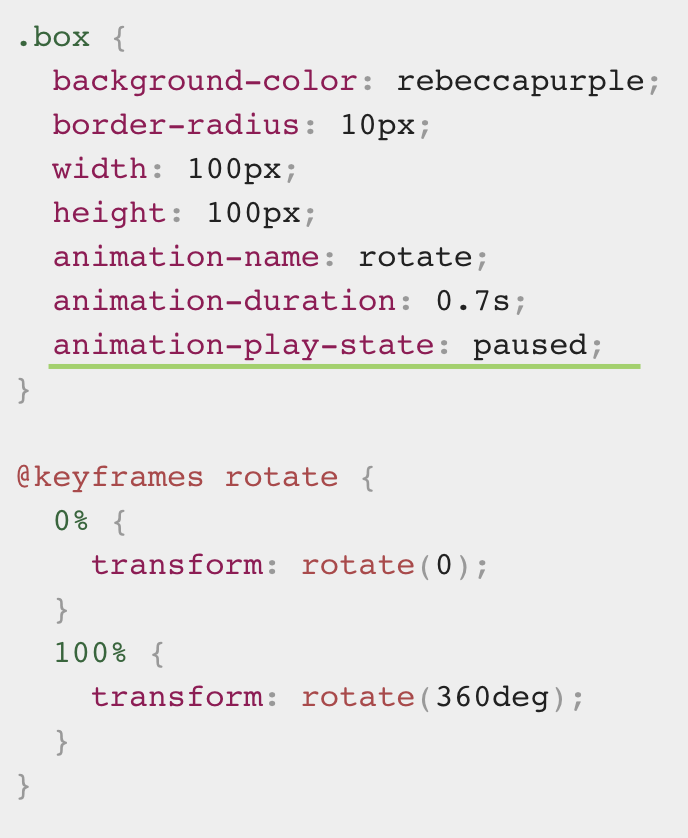 .box {
  background-color: rebeccapurple;
  border-radius: 10px;
  width: 100px;
  height: 100px;
  animation-name: rotate;
  animation-duration: 0.7s;
  animation-play-state: paused;
}

@keyframes rotate {
  0% {
    transform: rotate(0);
  }
  100% {
    transform: rotate(360deg);
  }
}